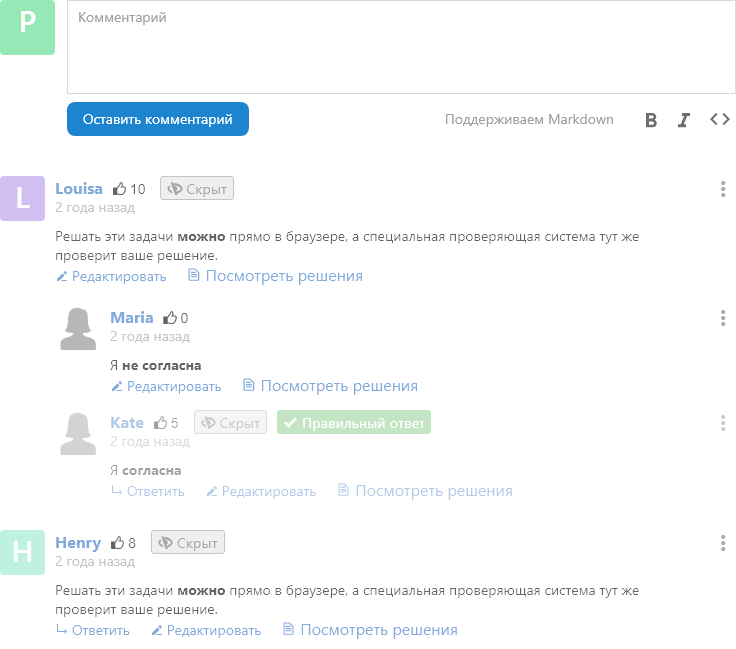 P
Комментарий
Оставить комментарий
Поддерживаем Markdown
B I <>
L
Louisa 10 Скрыт
2 года назад
Решать эти задачи можно прямо в браузере, а специальная проверяющая система тут же
проверит ваше решение.
Редактировать Посмотреть решения
Maria 0
2 года назад
Я не согласна
Редактировать Посмотреть решения
Kate 5 Скрыт Правильный ответ
2 года назад
Я согласна
Ответить Редактировать Посмотреть решения
H
Henry 8 Скрыт
2 года назад
Решать эти задачи можно прямо в браузере, а специальная проверяющая система тут же
проверит ваше решение.
Ответить Редактировать Посмотреть решения